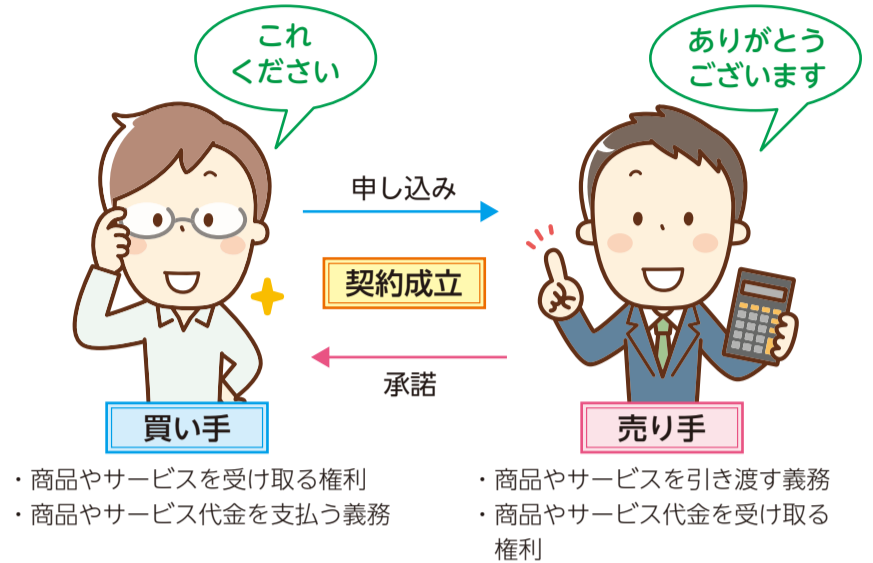 これ
ください
ありがとう
ございます
申し込み
契約成立
承諾
買い手
売り手
・商品やサービスを受け取る権利
・商品やサービス代金を支払う義務
・商品やサービスを引き渡す義務
・商品やサービス代金を受け取る
権利